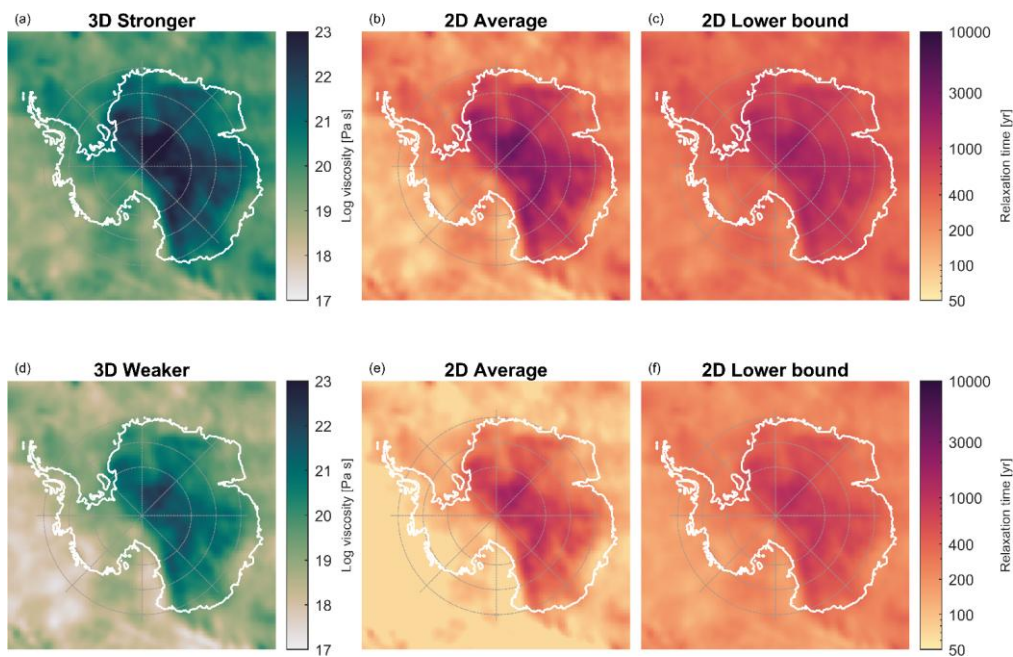 (a) 3D Stronger
(b) 2D Average
(c) 2D Lower bound
23
22
21
20
19
18
17
Log viscosity [Pa s]
10000
3000
1000
400
200
100
50
Relaxation time [yr]
(d) 3D Weaker
(e) 2D Average
(f) 2D Lower bound
23
22
21
20
19
18
17
Log viscosity [Pa s]
10000
3000
1000
400
200
100
50
Relaxation time [yr]